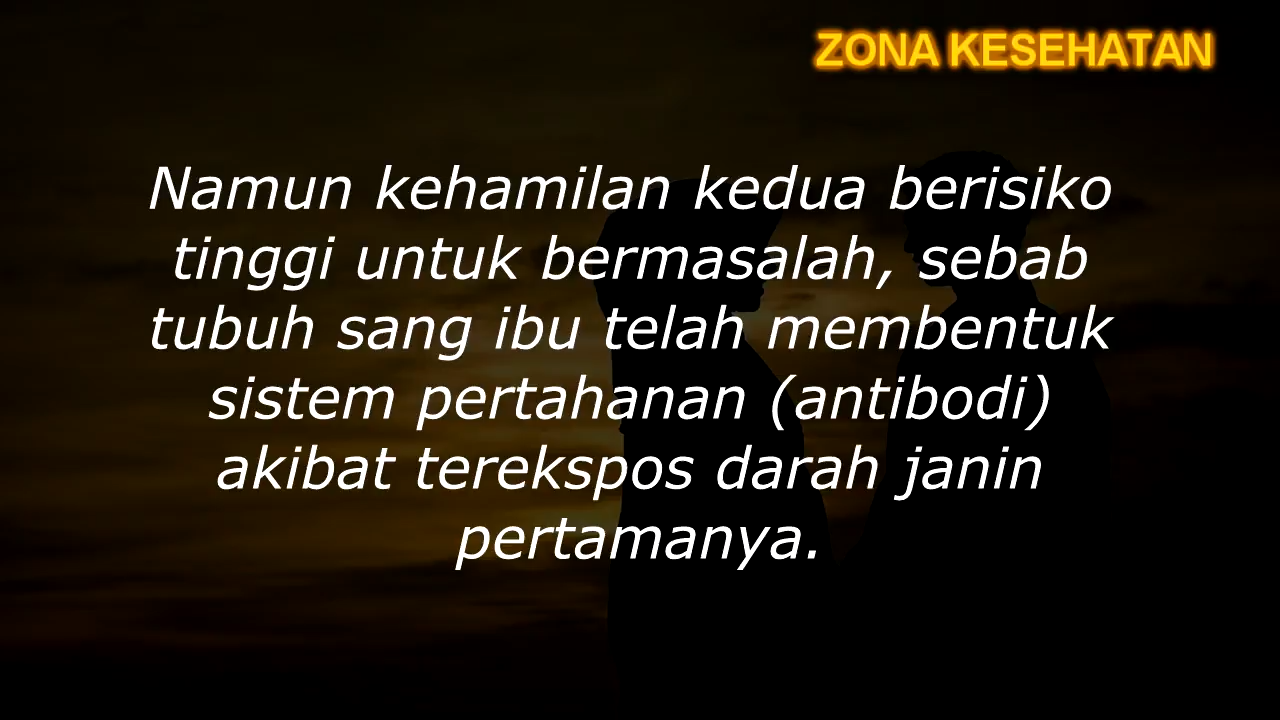 ZONA KESEHATAN
Namun kehamilan kedua berisiko
tinggi untuk bermasalah, sebab
tubuh sang ibu telah membentuk
sistem pertahanan (antibodi)
akibat terekspos darah janin
pertamanya.